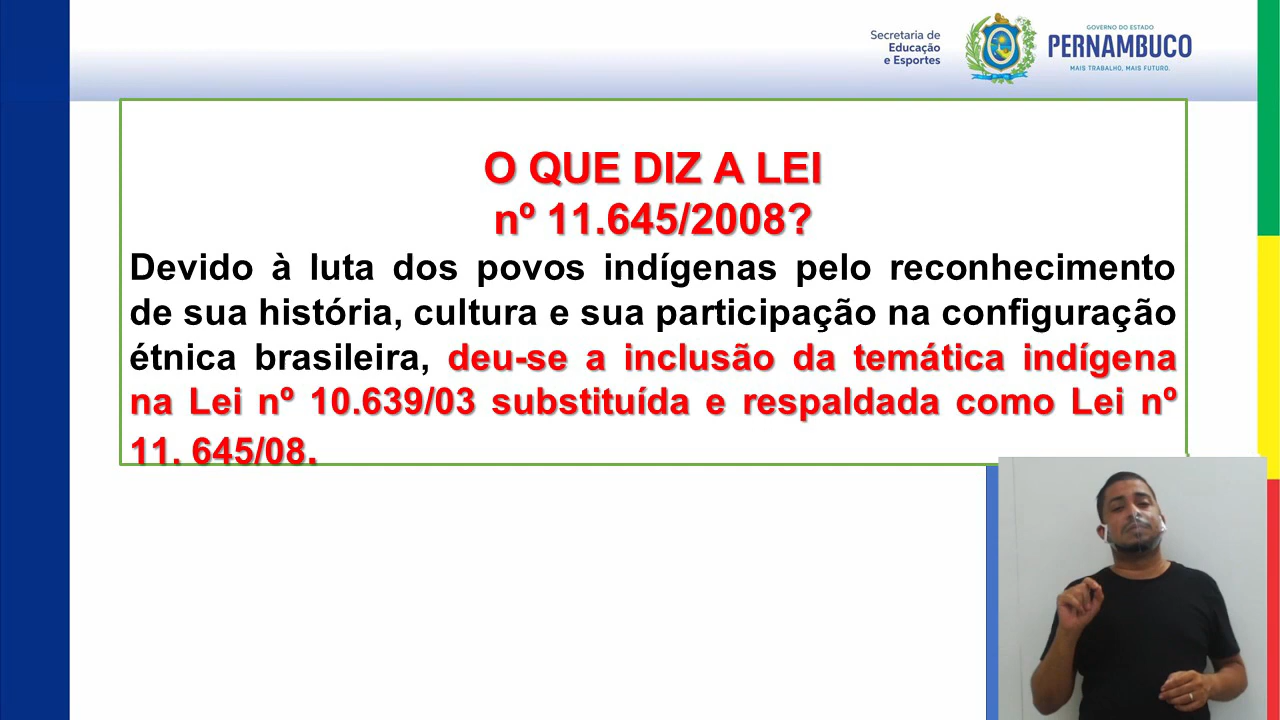 Secretaria de
Educação
e Esportes
GOVERNO DO ESTADO
PERNAMBUCO
MAIS TRABALHO, MAIS FUTURO.
O QUE DIZ A LEI
nº 11.645/2008?
Devido à luta dos povos indígenas pelo reconhecimento
de sua história, cultura e sua participação na configuração
étnica brasileira, deu-se a inclusão da temática indígena
na Lei nº 10.639/03 substituída e respaldada como Lei nº
11. 645/08.